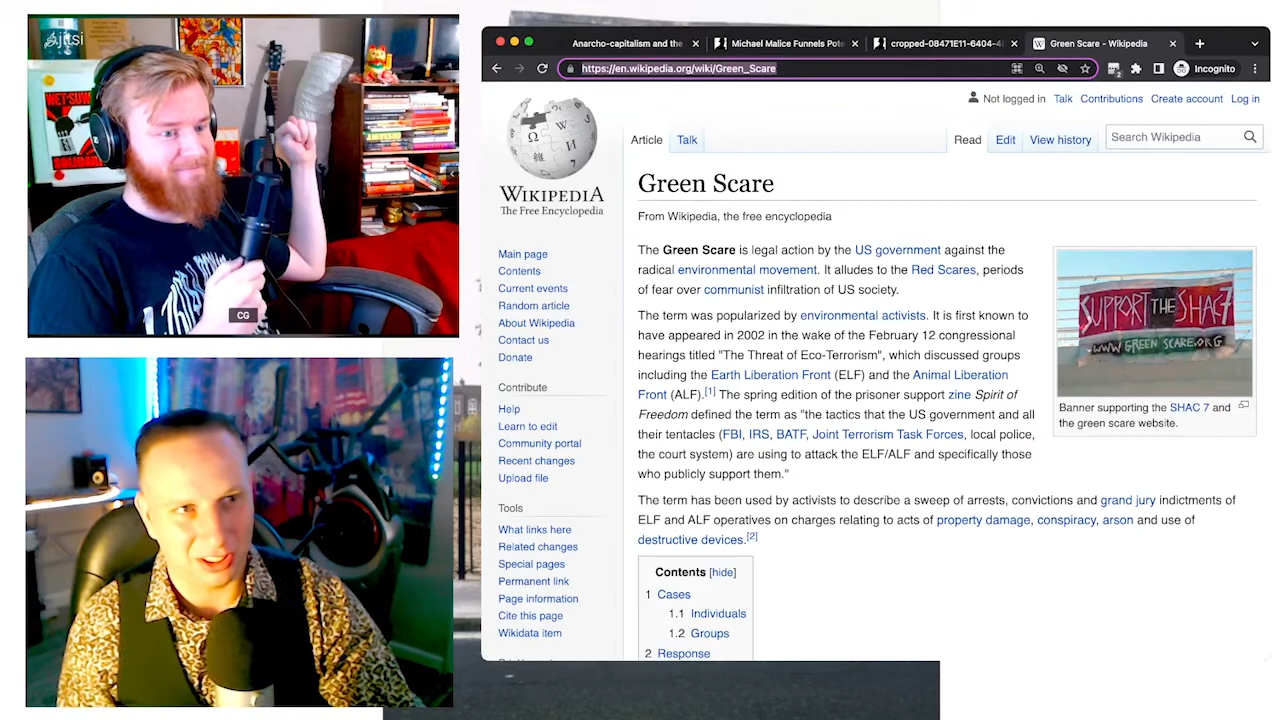 jitsi
WET'SUW
SOLIDAR
CG
Anarcho-capitalism and the
Michael Malice Funnels Pote
cropped-08471E11-6404-4
Green Scare - Wikipedia
https://en.wikipedia.org/wiki/Green_Scare
2
Incognito
Not logged in Talk Contributions Create account Log in
Article Talk Read Edit View history Search Wikipedia
WIKIPEDIA
The Free Encyclopedia
Main page
Contents
Current events
Random article
About Wikipedia
Contact us
Donate
Contribute
Help
Learn to edit
Community portal
Recent changes
Upload file
Tools
What links here
Related changes
Special pages
Permanent link
Page information
Cite this page
Wikidata item
Green Scare
From Wikipedia, the free encyclopedia
The Green Scare is legal action by the US government against the
radical environmental movement. It alludes to the Red Scares, periods
of fear over communist infiltration of US society.
The term was popularized by environmental activists. It is first known to
have appeared in 2002 in the wake of the February 12 congressional
hearings titled "The Threat of Eco-Terrorism", which discussed groups
including the Earth Liberation Front (ELF) and the Animal Liberation
Front (ALF).[1] The spring edition of the prisoner support zine Spirit of
Freedom defined the term as "the tactics that the US government and all
their tentacles (FBI, IRS, BATF, Joint Terrorism Task Forces, local police,
the court system) are using to attack the ELF/ALF and specifically those
who publicly support them."
SUPPORT THE SHAC7
WWW.GREENSCARE.ORG
Banner supporting the SHAC 7 and
the green scare website.
The term has been used by activists to describe a sweep of arrests, convictions and grand jury indictments of
ELF and ALF operatives on charges relating to acts of property damage, conspiracy, arson and use of
destructive devices.[2]
Contents [hide]
1 Cases
1.1 Individuals
1.2 Groups
2 Response